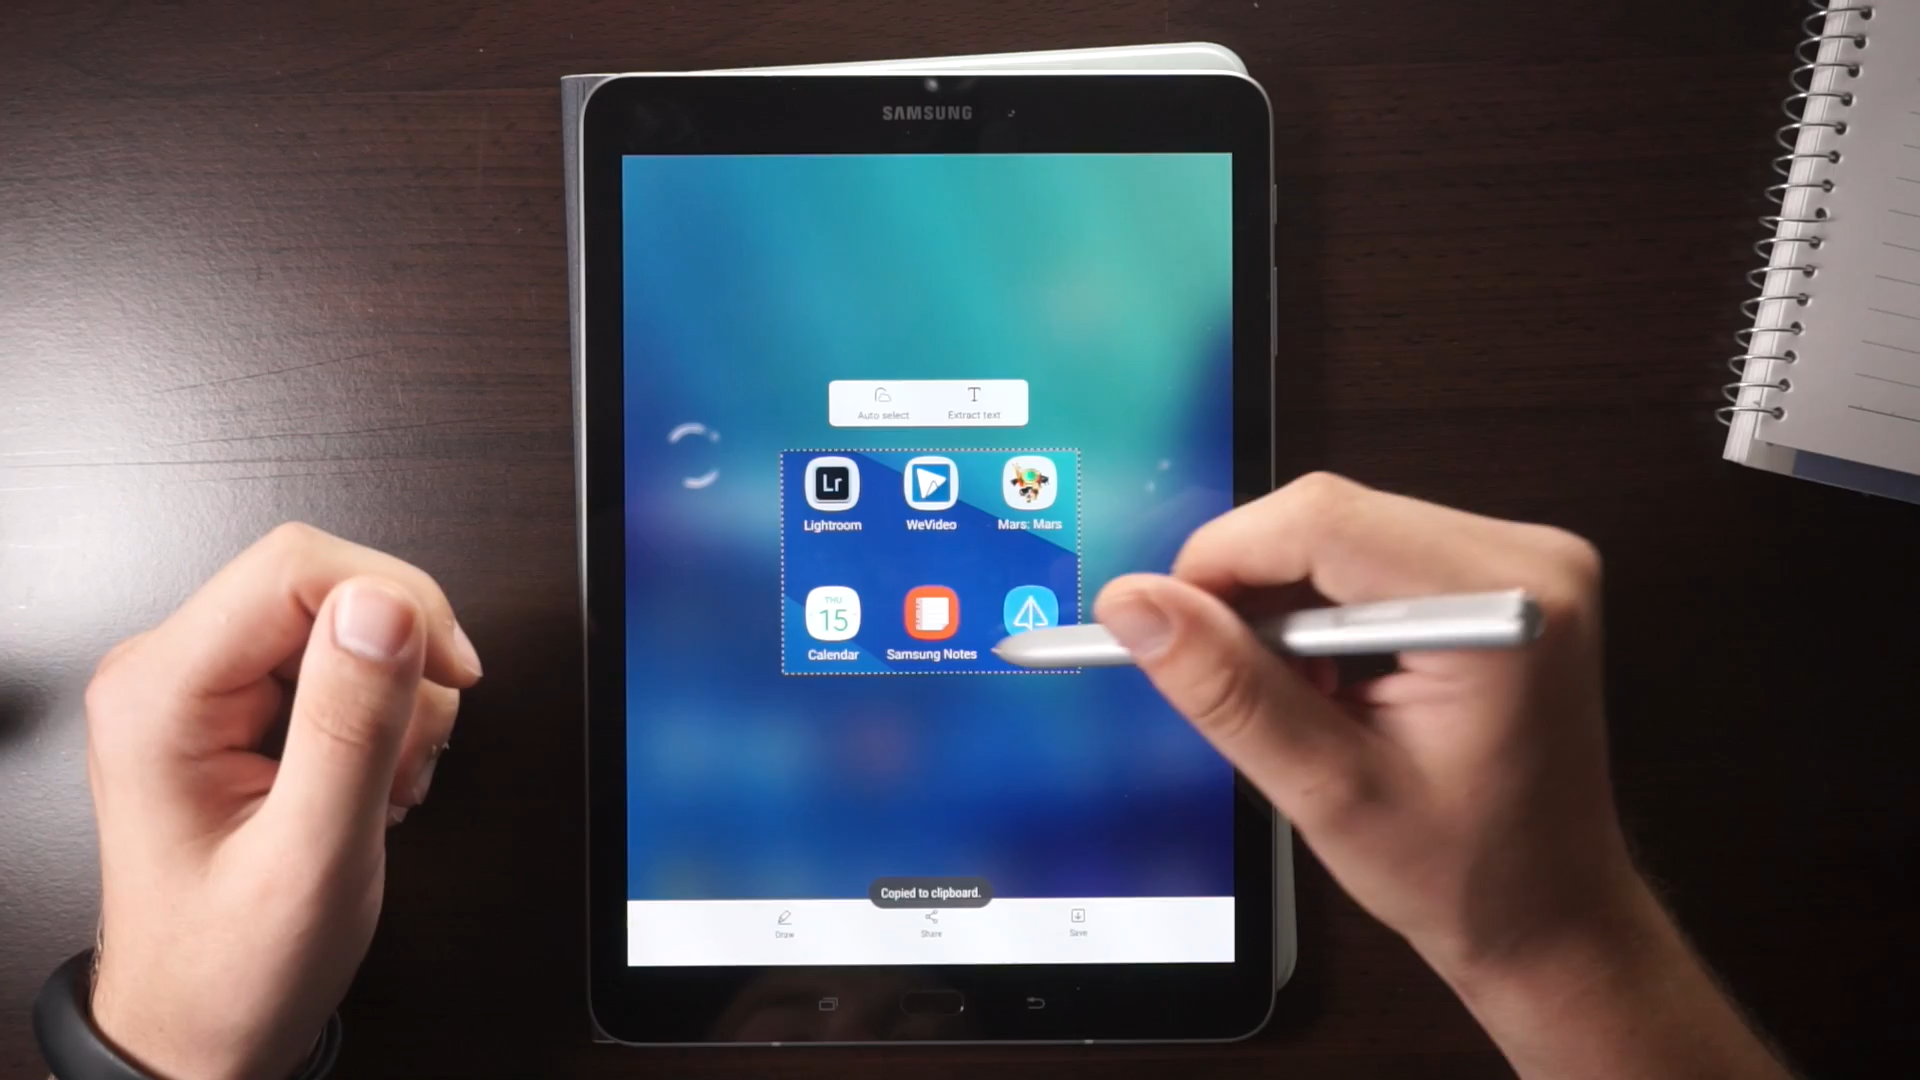 SAMSUNG
Auto select Extract text
Lr
Lightroom WeVideo Mars: Mars
THU
15
Calendar Samsung Notes
Copied to clipboard.
Draw Share Save